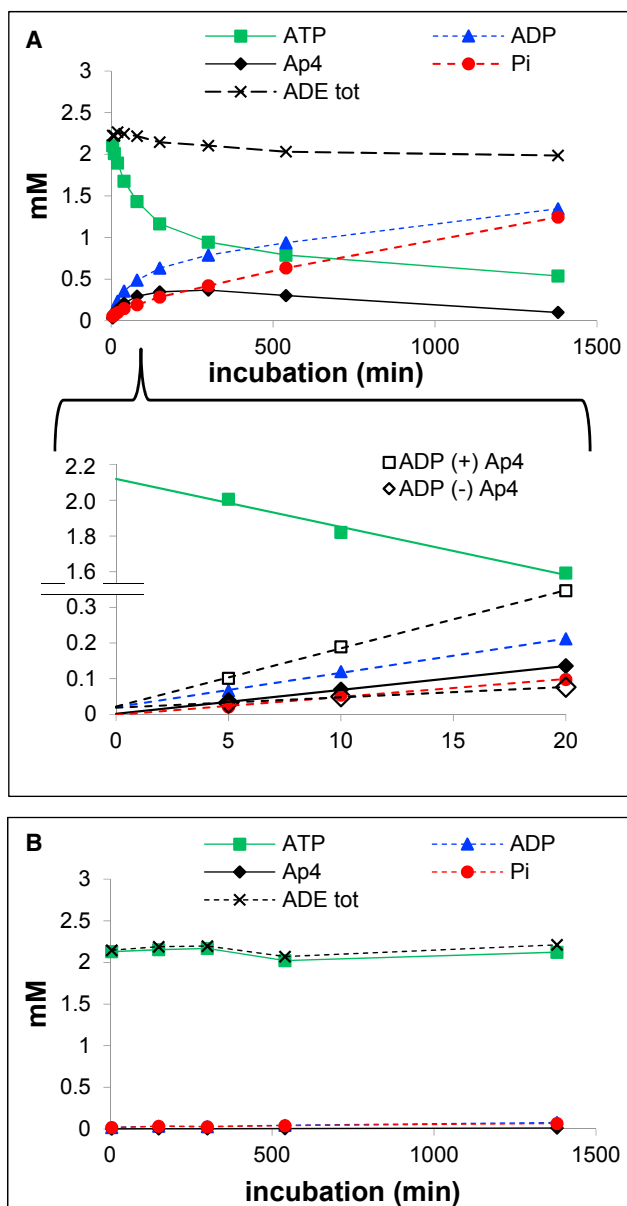 A
ATP ADP
Ap4 Pi
ADE tot
3
2.5
2
1.5
1
0.5
0
mM
0 500 1000 1500
incubation (min)
ADP (+) Ap4
ADP (-) Ap4
2.2
2.0
1.8
1.6
0.3
0.2
0.1
0
0 5 10 15 20
B
ATP ADP
Ap4 Pi
ADE tot
3
2.5
2
1.5
1
0.5
0
mM
0 500 1000 1500
incubation (min)